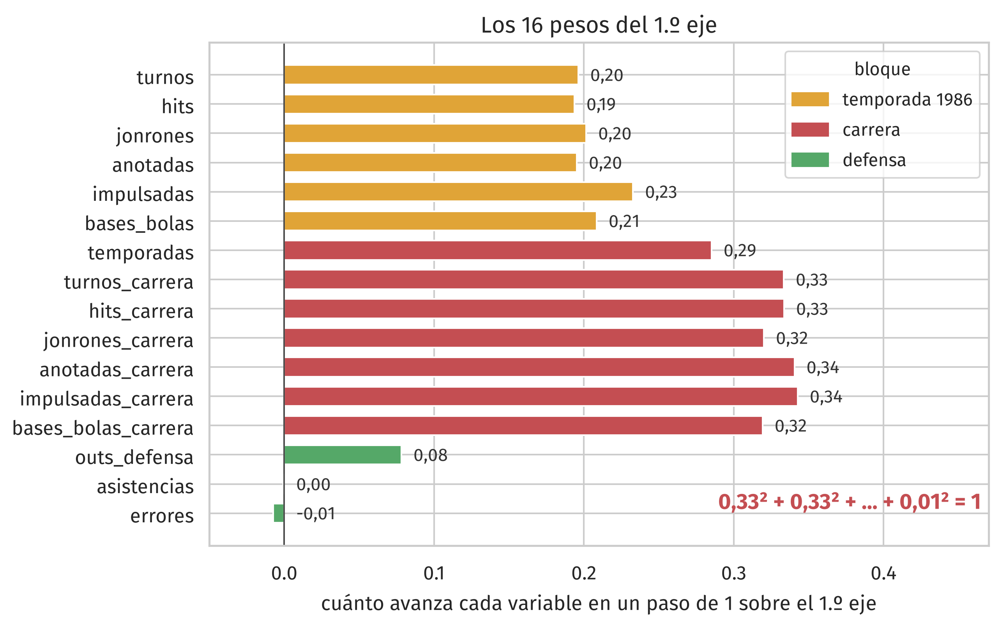 Los 16 pesos del 1.º eje
bloque
temporada 1986
carrera
defensa
turnos 0,20
hits 0,19
jonrones 0,20
anotadas 0,20
impulsadas 0,23
bases_bolas 0,21
temporadas 0,29
turnos_carrera 0,33
hits_carrera 0,33
jonrones_carrera 0,32
anotadas_carrera 0,34
impulsadas_carrera 0,34
bases_bolas_carrera 0,32
outs_defensa 0,08
asistencias 0,00
0,33² + 0,33² + ... + 0,01² = 1
errores -0,01
0.0 0.1 0.2 0.3 0.4
cuánto avanza cada variable en un paso de 1 sobre el 1.º eje